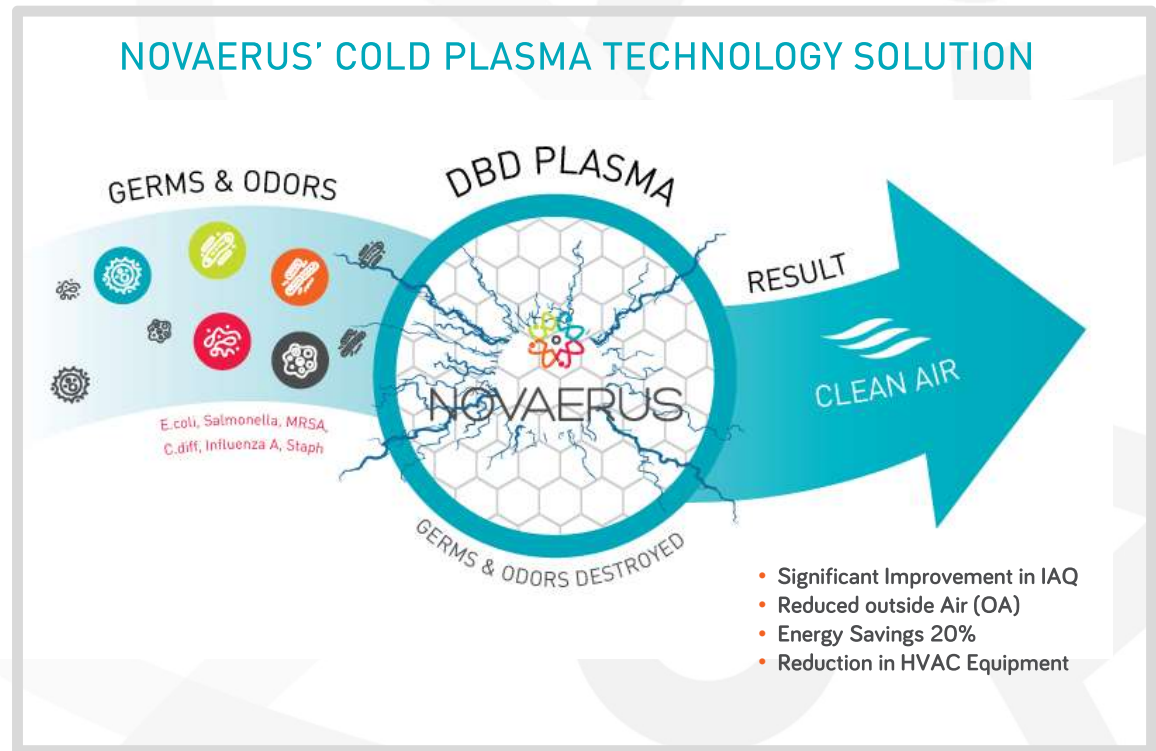 NOVAERUS’ COLD PLASMA TECHNOLOGY SOLUTION
GERMS & ODORS
E.coli, Salmonella, MRSA,
C.diff, Influenza A, Staph
DBD PLASMA
NOVAERUS
GERMS & ODORS DESTROYED
RESULT
CLEAN AIR
• Significant Improvement in IAQ
• Reduced outside Air (OA)
• Energy Savings 20%
• Reduction in HVAC Equipment